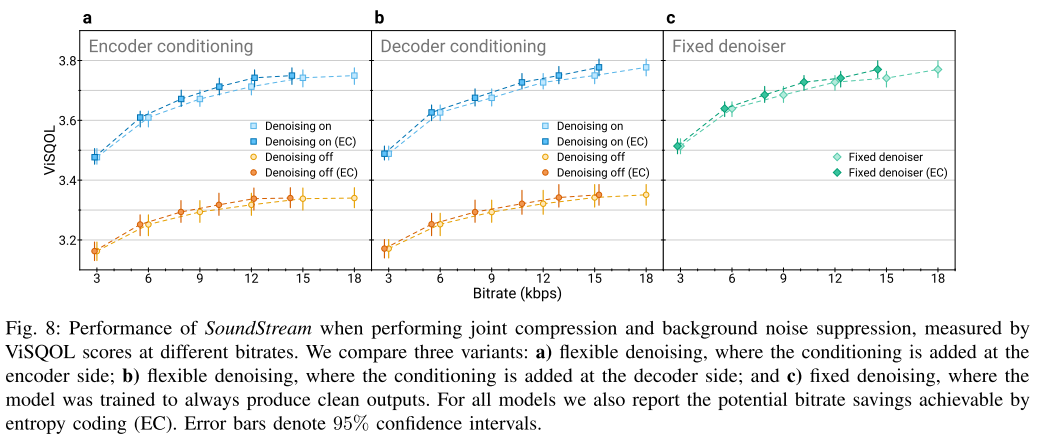 a
b
c
Encoder conditioning
Decoder conditioning
Fixed denoiser
ViSQOL
3.8
3.6
3.4
3.2
Denoising on
Denoising on (EC)
Denoising off
Denoising off (EC)
Denoising on
Denoising on (EC)
Denoising off
Denoising off (EC)
Fixed denoiser
Fixed denoiser (EC)
3 6 9 12 15 18
3 6 9 12 15 18
3 6 9 12 15 18
Bitrate (kbps)
Fig. 8: Performance of SoundStream when performing joint compression and background noise suppression, measured by
ViSQOL scores at different bitrates. We compare three variants: a) flexible denoising, where the conditioning is added at the
encoder side; b) flexible denoising, where the conditioning is added at the decoder side; and c) fixed denoising, where the
model was trained to always produce clean outputs. For all models we also report the potential bitrate savings achievable by
entropy coding (EC). Error bars denote 95% confidence intervals.